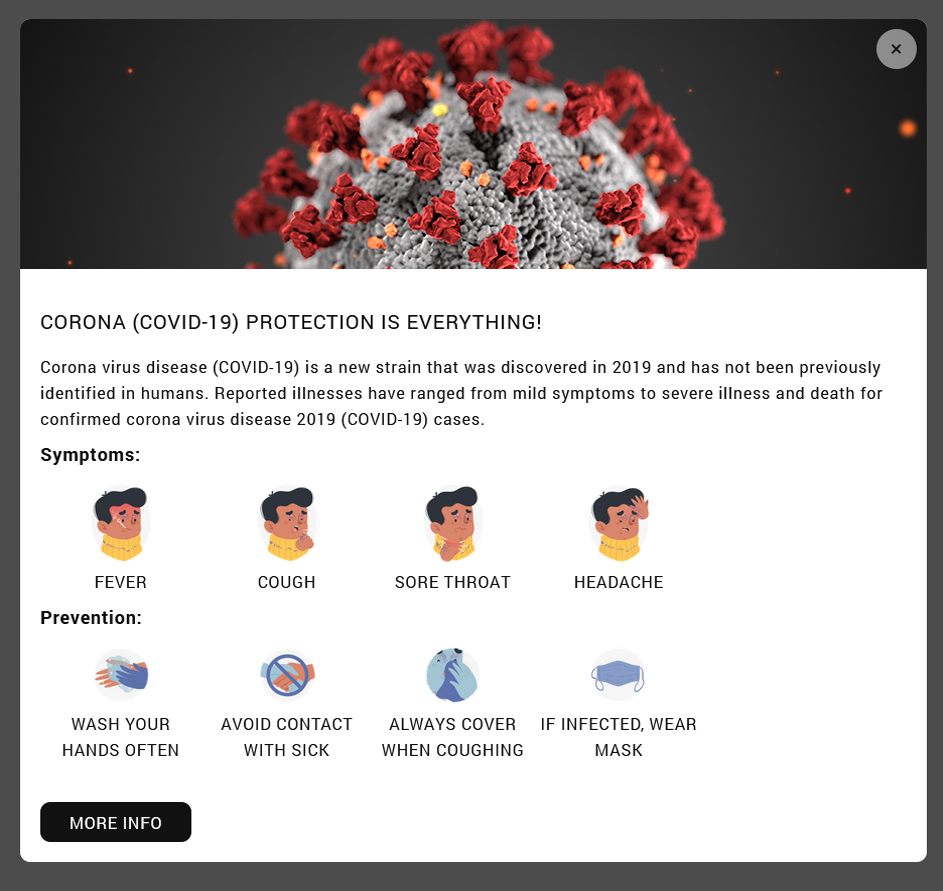 ×
CORONA (COVID-19) PROTECTION IS EVERYTHING!
Corona virus disease (COVID-19) is a new strain that was discovered in 2019 and has not been previously
identified in humans. Reported illnesses have ranged from mild symptoms to severe illness and death for
confirmed corona virus disease 2019 (COVID-19) cases.
Symptoms:
FEVER
COUGH
SORE THROAT
HEADACHE
Prevention:
WASH YOUR
HANDS OFTEN
AVOID CONTACT
WITH SICK
ALWAYS COVER
WHEN COUGHING
IF INFECTED, WEAR
MASK
MORE INFO